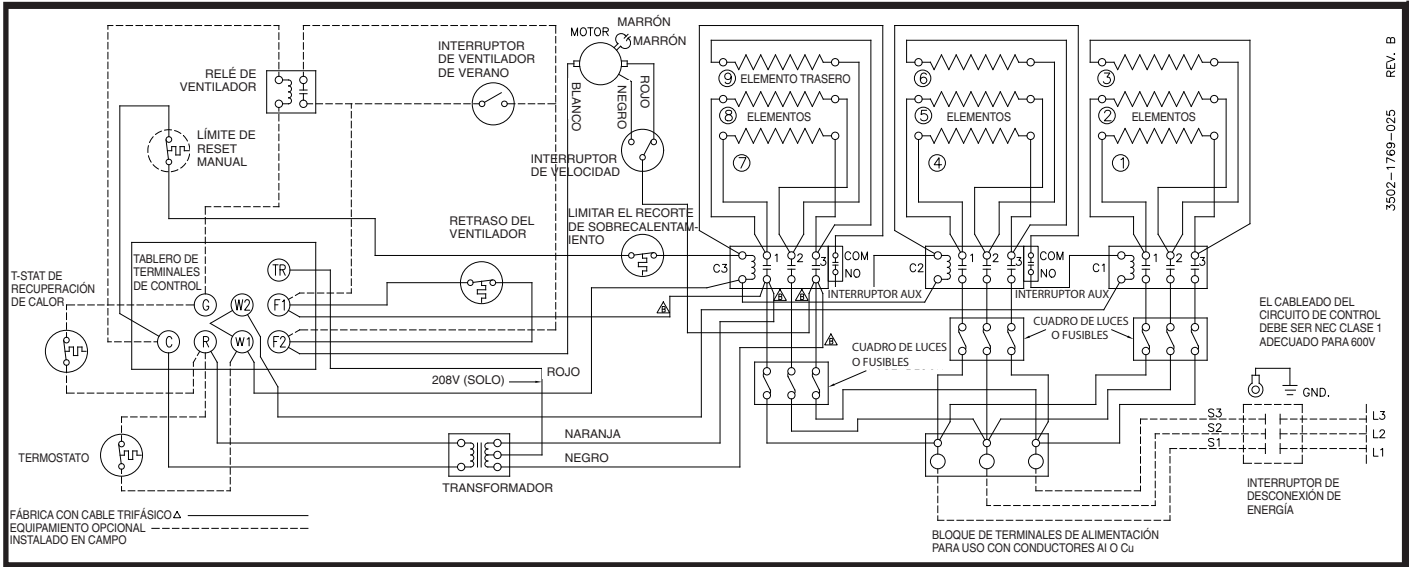 MARRÓN
MOTOR
MARRÓN
INTERRUPTOR
DE VENTILADOR
DE VERANO
RELÉ DE
VENTILADOR
BLANCO
NEGRO
ROJO
LÍMITE DE
RESET
MANUAL
INTERRUPTOR
DE VELOCIDAD
9 ELEMENTO TRASERO
8 ELEMENTOS
7
6
5 ELEMENTOS
4
3
2 ELEMENTOS
1
3502-1769-025 REV. B
RETRASO DEL
VENTILADOR
LIMITAR EL RECORTE
DE SOBRECALENTAM-
IENTO
C3 1 2 3 COM
NO
INTERRUPTOR AUX
C2 1 2 3 COM
NO
INTERRUPTOR AUX
C1 1 2 3
TABLERO DE
TERMINALES
DE CONTROL
T-STAT DE
RECUPERACIÓN
DE CALOR
TR
G W2 F1
C R W1 F2
B
B B
B
CUADRO DE LUCES
O FUSIBLES
CUADRO DE LUCES
O FUSIBLES
EL CABLEADO DEL
CIRCUITO DE CONTROL
DEBE SER NEC CLASE 1
ADECUADO PARA 600V
ROJO
208V (SOLO)
GND.
S3
S2
S1
L3
L2
L1
NARANJA
NEGRO
TERMOSTATO
TRANSFORMADOR
INTERRUPTOR DE
DESCONEXIÓN DE
ENERGÍA
FÁBRICA CON CABLE TRIFÁSICO Δ
EQUIPAMIENTO OPCIONAL
INSTALADO EN CAMPO
BLOQUE DE TERMINALES DE ALIMENTACIÓN
PARA USO CON CONDUCTORES Al O Cu